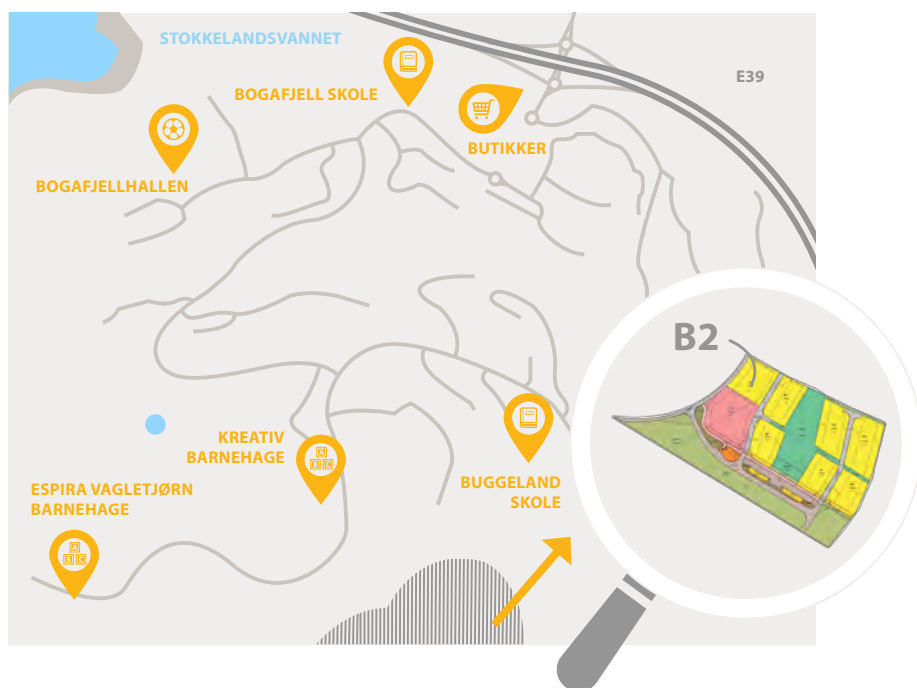 STOKKELANDSVANNET
BOGAFJELL SKOLE
E39
BUTIKKER
BOGAFJELLHALLEN
B2
KREATIV
BARNEHAGE
BUGGELAND
SKOLE
ESPIRA VAGLETJØRN
BARNEHAGE